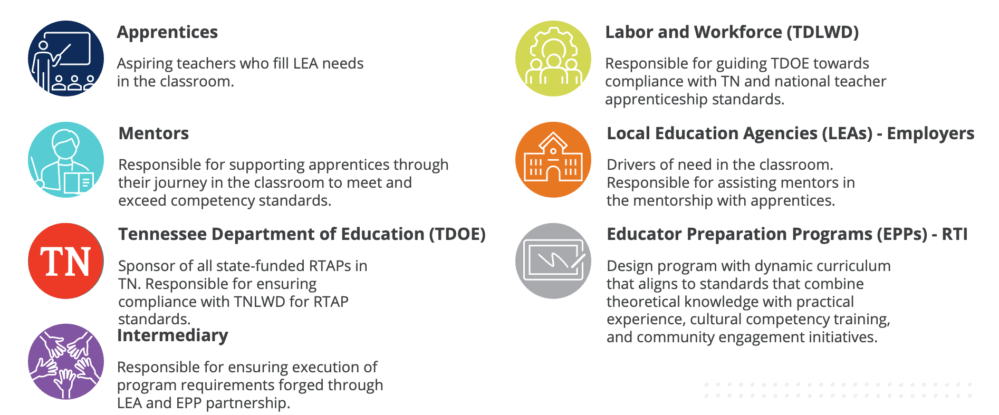 Apprentices
Aspiring teachers who fill LEA needs
in the classroom.
Mentors
Responsible for supporting apprentices through
their journey in the classroom to meet and
exceed competency standards.
TN
Tennessee Department of Education (TDOE)
Sponsor of all state-funded RTAPs in
TN. Responsible for ensuring
compliance with TNLWD for RTAP
standards.
Intermediary
Responsible for ensuring execution of
program requirements forged through
LEA and EPP partnership.
Labor and Workforce (TDLWD)
Responsible for guiding TDOE towards
compliance with TN and national teacher
apprenticeship standards.
Local Education Agencies (LEAs) - Employers
Drivers of need in the classroom.
Responsible for assisting mentors in
the mentorship with apprentices.
Educator Preparation Programs (EPPs) - RTI
Design program with dynamic curriculum
that aligns to standards that combine
theoretical knowledge with practical
experience, cultural competency training,
and community engagement initiatives.